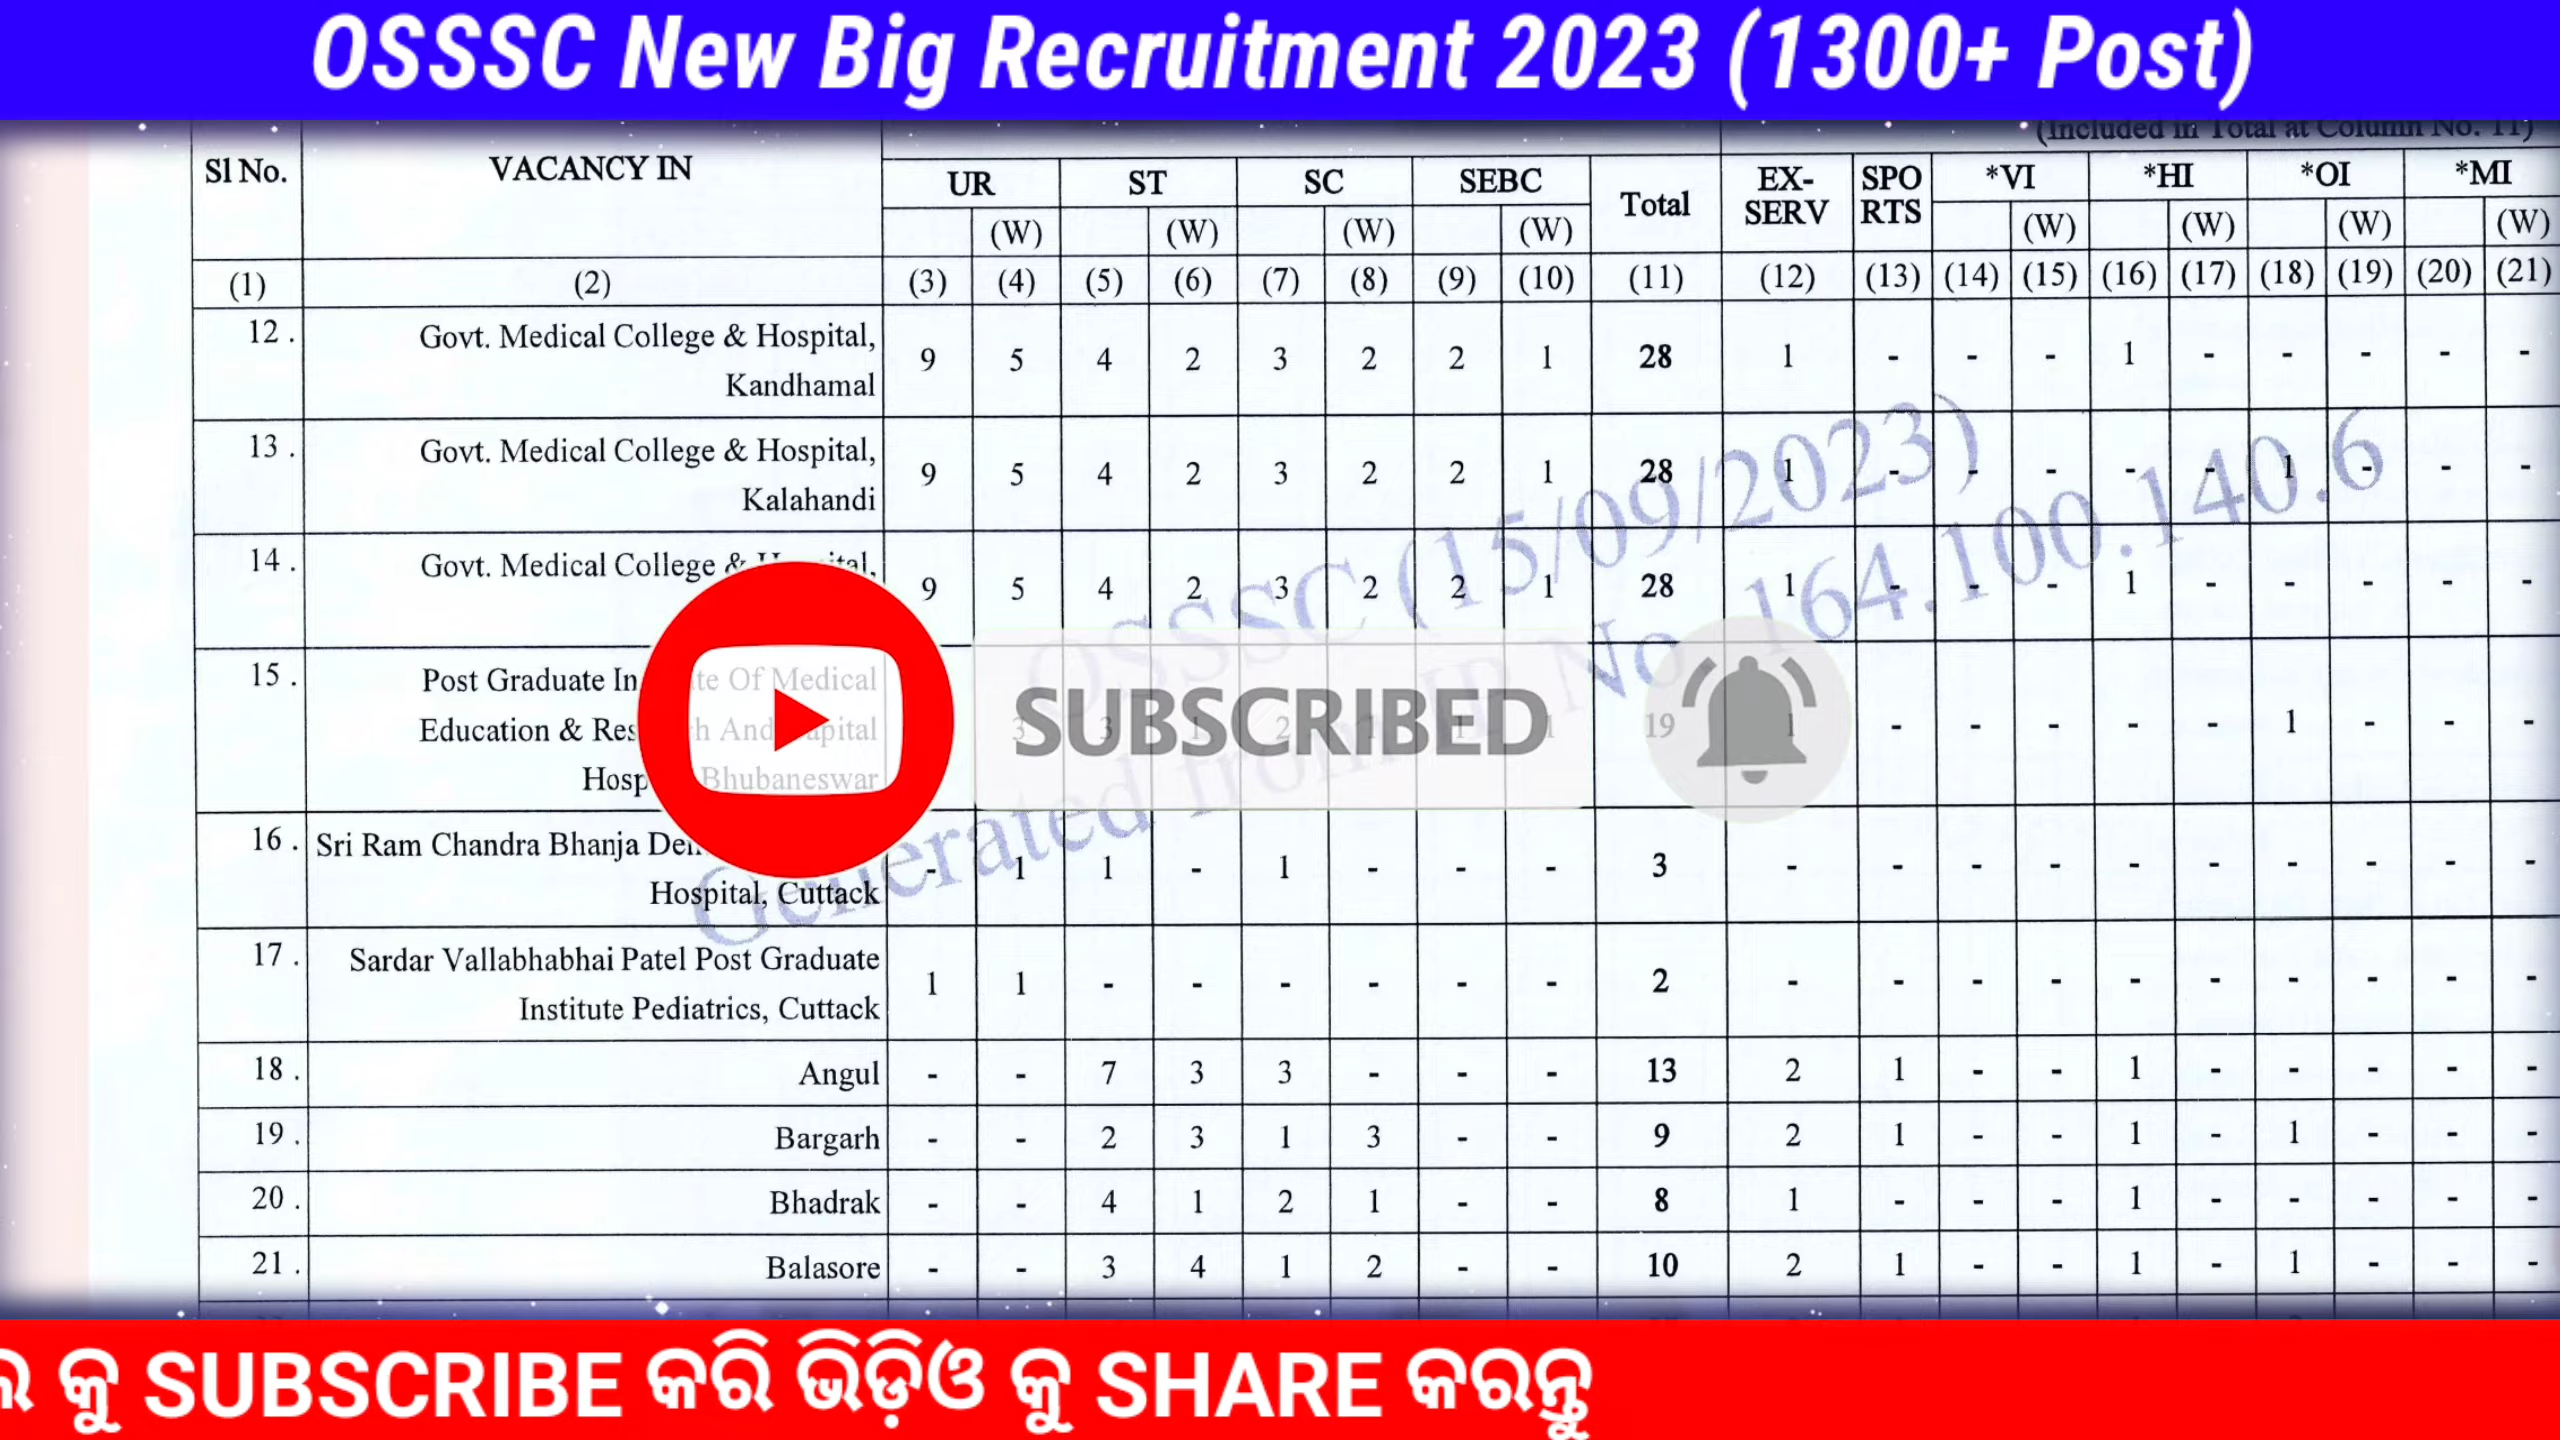 OSSSC New Big Recruitment 2023 (1300+ Post)
(Included in Total at Column No. 11)
Sl No. VACANCY IN UR ST SC SEBC Total EX-SERV SPORTS *VI *HI *OI *MI
(W) (W) (W) (W) (W) (W) (W) (W)
(1) (2) (3) (4) (5) (6) (7) (8) (9) (10) (11) (12) (13) (14) (15) (16) (17) (18) (19) (20) (21)
12 . Govt. Medical College & Hospital,
Kandhamal 9 5 4 2 3 2 2 1 28 1 - - - 1 - - - - -
13 . Govt. Medical College & Hospital,
Kalahandi 9 5 4 2 3 2 2 1 28 1 - - - - - 1 - - -
14 . Govt. Medical College &
9 5 4 2 3 2 2 1 28 1 - - - 1 - - - - -
15 . Post Graduate Of Medical
Education & And
Bhubaneswar 3 3 1 2 1 1 19 1 - - - - - 1 - - -
16 . Sri Ram Chandra Bhanja
Hospital, Cuttack - 1 1 - 1 - - - 3 - - - - - - - - - -
17 . Sardar Vallabhabhai Patel Post Graduate
Institute Pediatrics, Cuttack 1 1 - - - - - - 2 - - - - - - - - - -
18 . Angul - - 7 3 3 - - - 13 2 1 - - 1 - - - - -
19 . Bargarh - - 2 3 1 3 - - 9 2 1 - - 1 - 1 - - -
20 . Bhadrak - - 4 1 2 1 - - 8 1 - - - 1 - - - - -
21 . Balasore - - 3 4 1 2 - - 10 2 1 - - 1 - 1 - - -
OSSSC (15/09/2023)
Generated from IP No 164.100.140.6
SUBSCRIBED
କୁ SUBSCRIBE କରି ଭିଡ଼ିଓ କୁ SHARE କରନ୍ତୁ